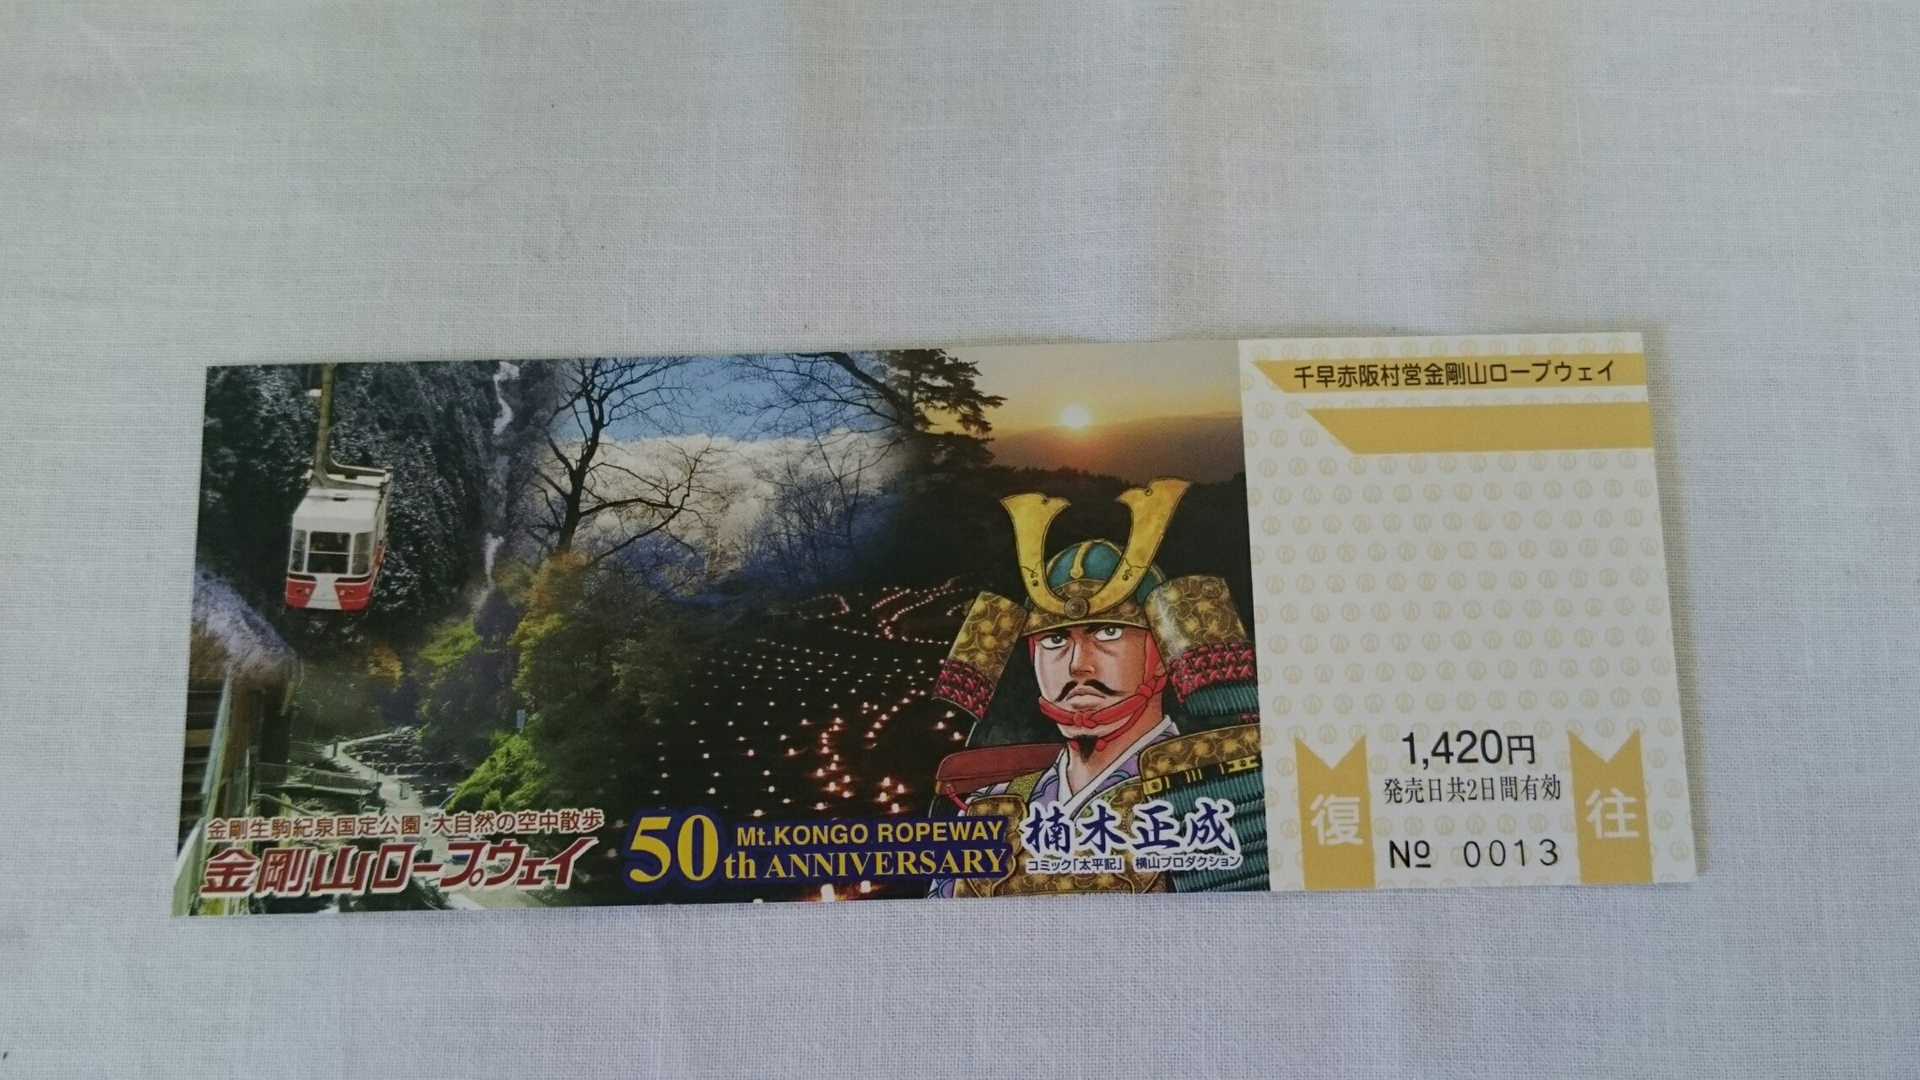 金剛生駒紀泉国定公園・大自然の空中散歩
金剛山ロープウェイ
50th ANNIVERSARY
Mt.KONGO ROPEWAY
楠木正成
コミック「太平記」 横山プロダクション
千早赤阪村営金剛山ロープウェイ
1,420円
発売日共2日間有効
復
往
№ 0013